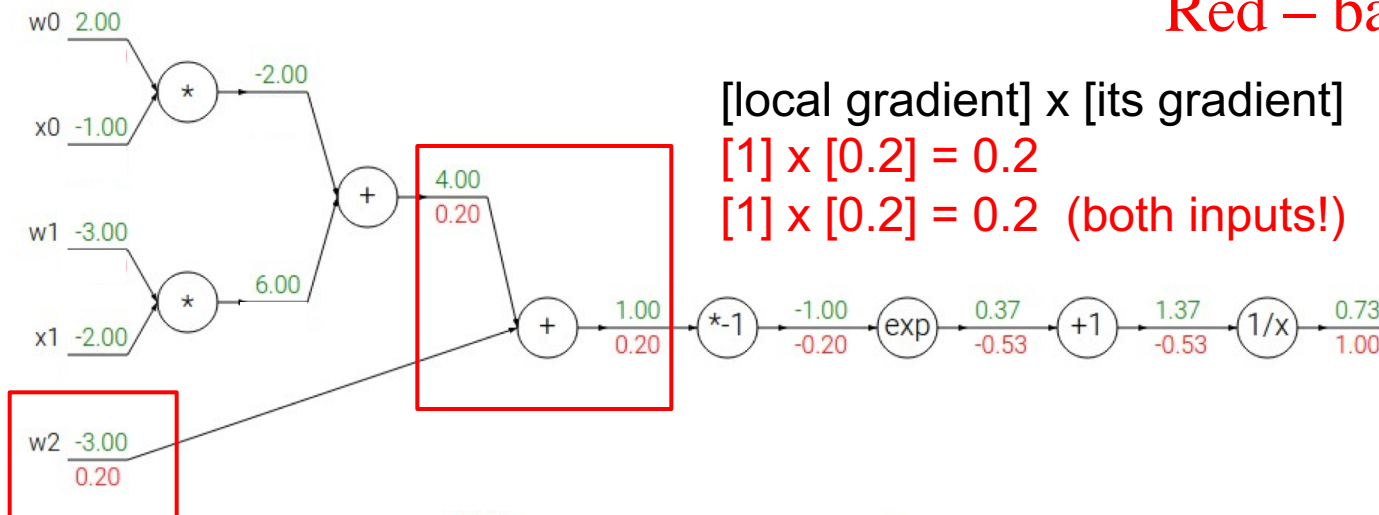 Red – ba
[local gradient] x [its gradient]
[1] x [0.2] = 0.2
[1] x [0.2] = 0.2 (both inputs!)
w0 2.00
x0 -1.00
*
-2.00
w1 -3.00
x1 -2.00
*
6.00
+
4.00
0.20
w2 -3.00
0.20
+
1.00
0.20
*-1
-1.00
-0.20
exp
0.37
-0.53
+1
1.37
-0.53
1/x
0.73
1.00